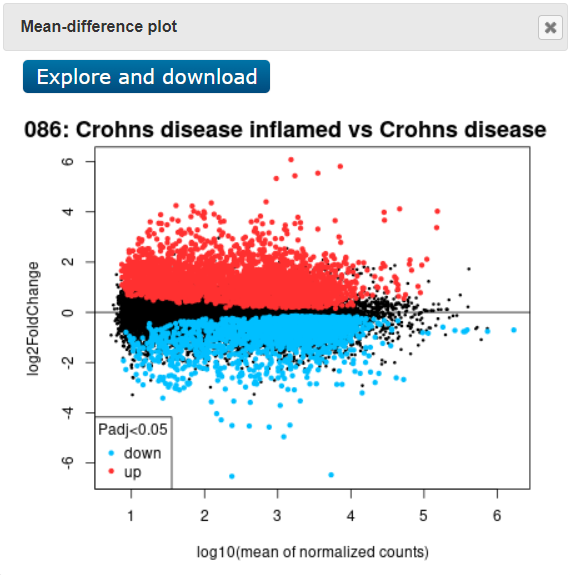 Mean-difference plot
Explore and download
086: Crohns disease inflamed vs Crohns disease
log2FoldChange
6
4
2
0
-2
-4
-6
Padj<0.05
down
up
1 2 3 4 5 6
log10(mean of normalized counts)